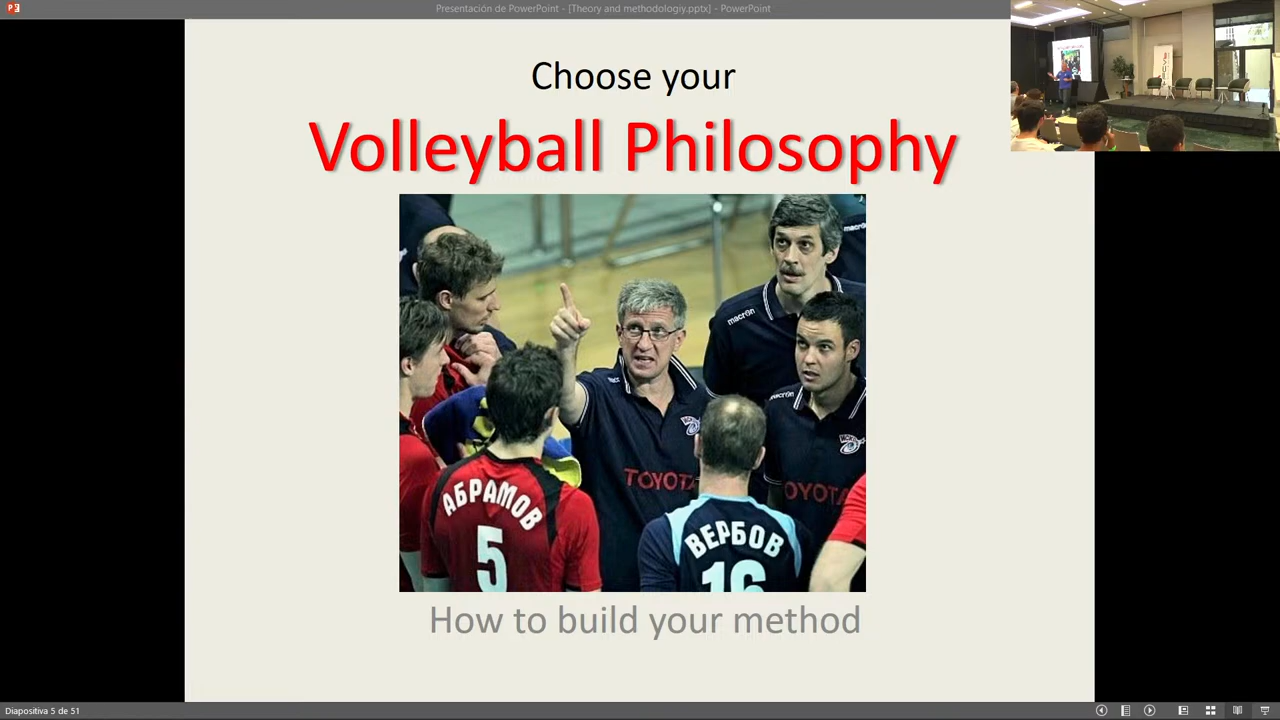 Presentación de PowerPoint - [Theory and methodologiy.pptx] - PowerPoint
Choose your
Volleyball Philosophy
macron
macron
TOYOTA
TOYOTA
АБРАМОВ
5
ВЕРБОВ
16
How to build your method
Diapositiva 5 de 51